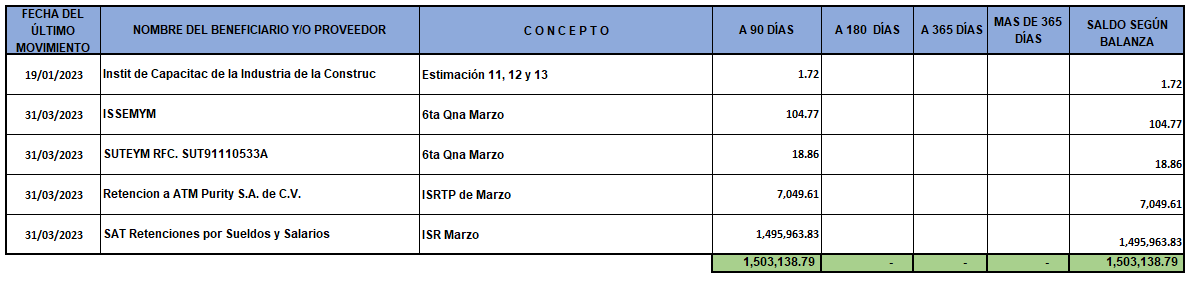 FECHA DEL ÚLTIMO MOVIMIENTO NOMBRE DEL BENEFICIARIO Y/O PROVEEDOR C O N C E P T O A 90 DÍAS A 180 DÍAS A 365 DÍAS MAS DE 365 DÍAS SALDO SEGÚN BALANZA
19/01/2023 Instit de Capacitac de la Industria de la Construc Estimación 11, 12 y 13 1.72 1.72
31/03/2023 ISSEMYM 6ta Qna Marzo 104.77 104.77
31/03/2023 SUTEYM RFC. SUT91110533A 6ta Qna Marzo 18.86 18.86
31/03/2023 Retencion a ATM Purity S.A. de C.V. ISRTP de Marzo 7,049.61 7,049.61
31/03/2023 SAT Retenciones por Sueldos y Salarios ISR Marzo 1,495,963.83 1,495,963.83
1,503,138.79 - - - 1,503,138.79